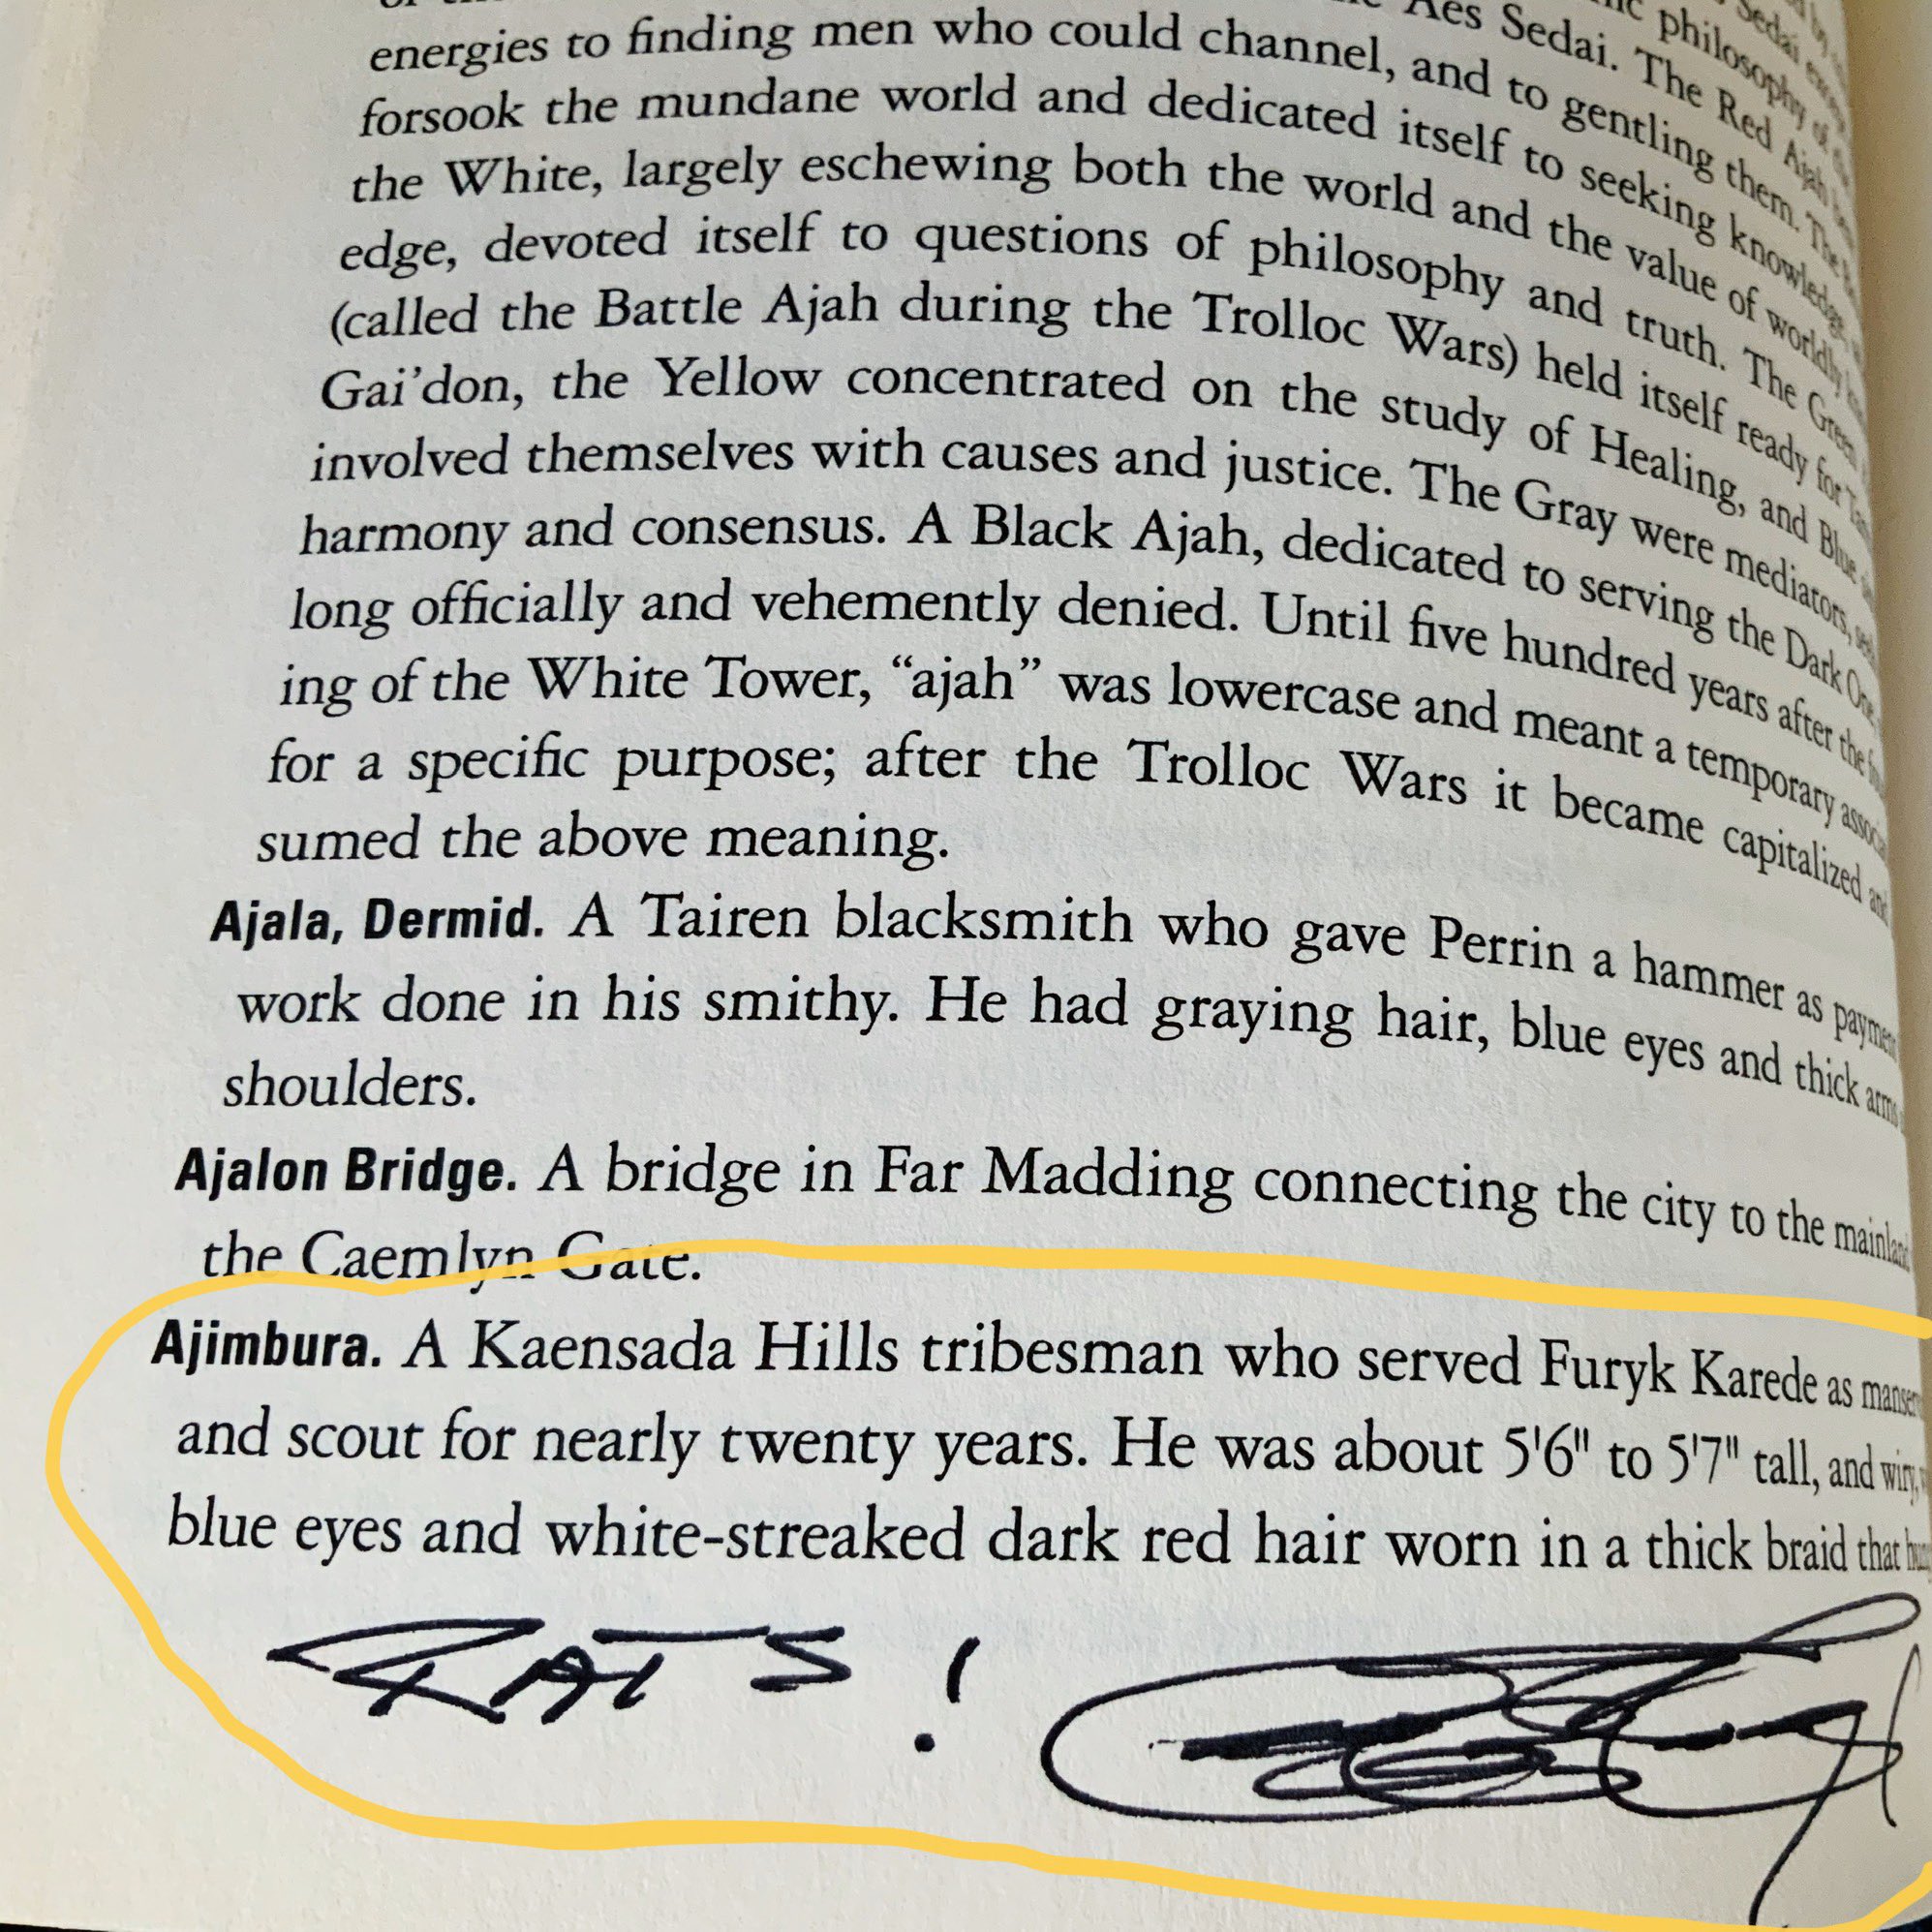 Aes Sedai. The Red Ajah
energies to finding men who could channel, and to gentling them. The
forsook the mundane world and dedicated itself to seeking knowledge,
the White, largely eschewing both the world and the value of worldly
edge, devoted itself to questions of philosophy and truth. The Green
(called the Battle Ajah during the Trolloc Wars) held itself ready for
Gai'don, the Yellow concentrated on the study of Healing, and Blue
involved themselves with causes and justice. The Gray were mediators,
harmony and consensus. A Black Ajah, dedicated to serving the Dark One,
long officially and vehemently denied. Until five hundred years after the
ing of the White Tower, “ajah” was lowercase and meant a temporary
for a specific purpose; after the Trolloc Wars it became capitalized and
sumed the above meaning.
Ajala, Dermid. A Tairen blacksmith who gave Perrin a hammer as
work done in his smithy. He had graying hair, blue eyes and thick
shoulders.
Ajalon Bridge. A bridge in Far Madding connecting the city to the
the Caemlyn Gate.
Ajimbura. A Kaensada Hills tribesman who served Furyk Karede as
and scout for nearly twenty years. He was about 5'6" to 5'7" tall, and wiry,
blue eyes and white-streaked dark red hair worn in a thick braid that
RATS!